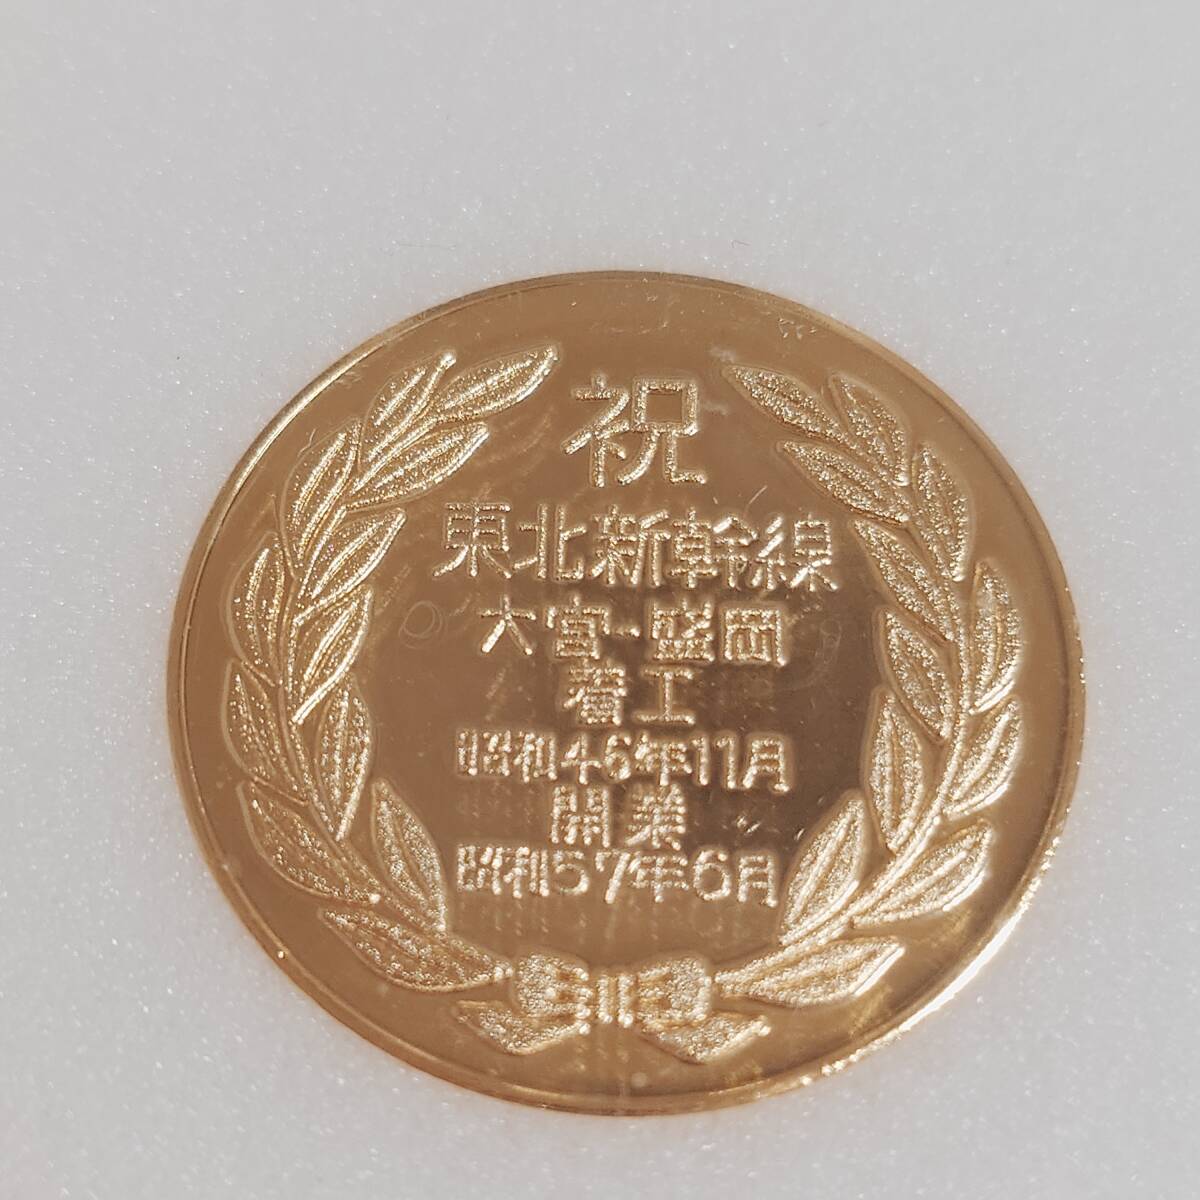 祝
東北新幹線
大宮-盛岡
着工
昭和46年11月
開業
昭和57年6月